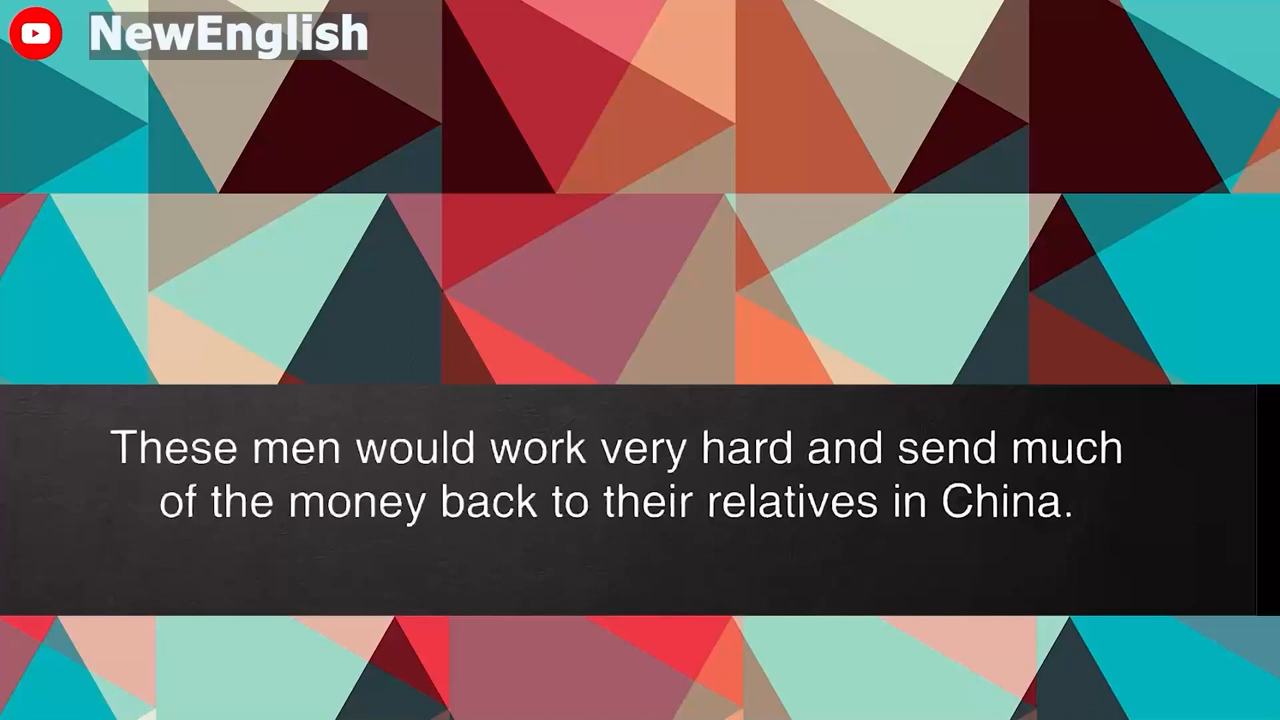 NewEnglish
These men would work very hard and send much
of the money back to their relatives in China.